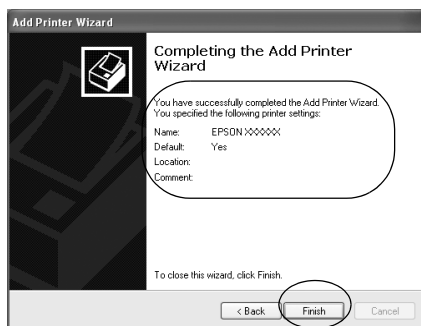 Add Printer Wizard
Completing the Add Printer
Wizard
You have successfully completed the Add Printer Wizard.
You specified the following printer settings:
Name: EPSON XXXXXX
Default: Yes
Location:
Comment:
To close this wizard, click Finish.
< Back Finish Cancel